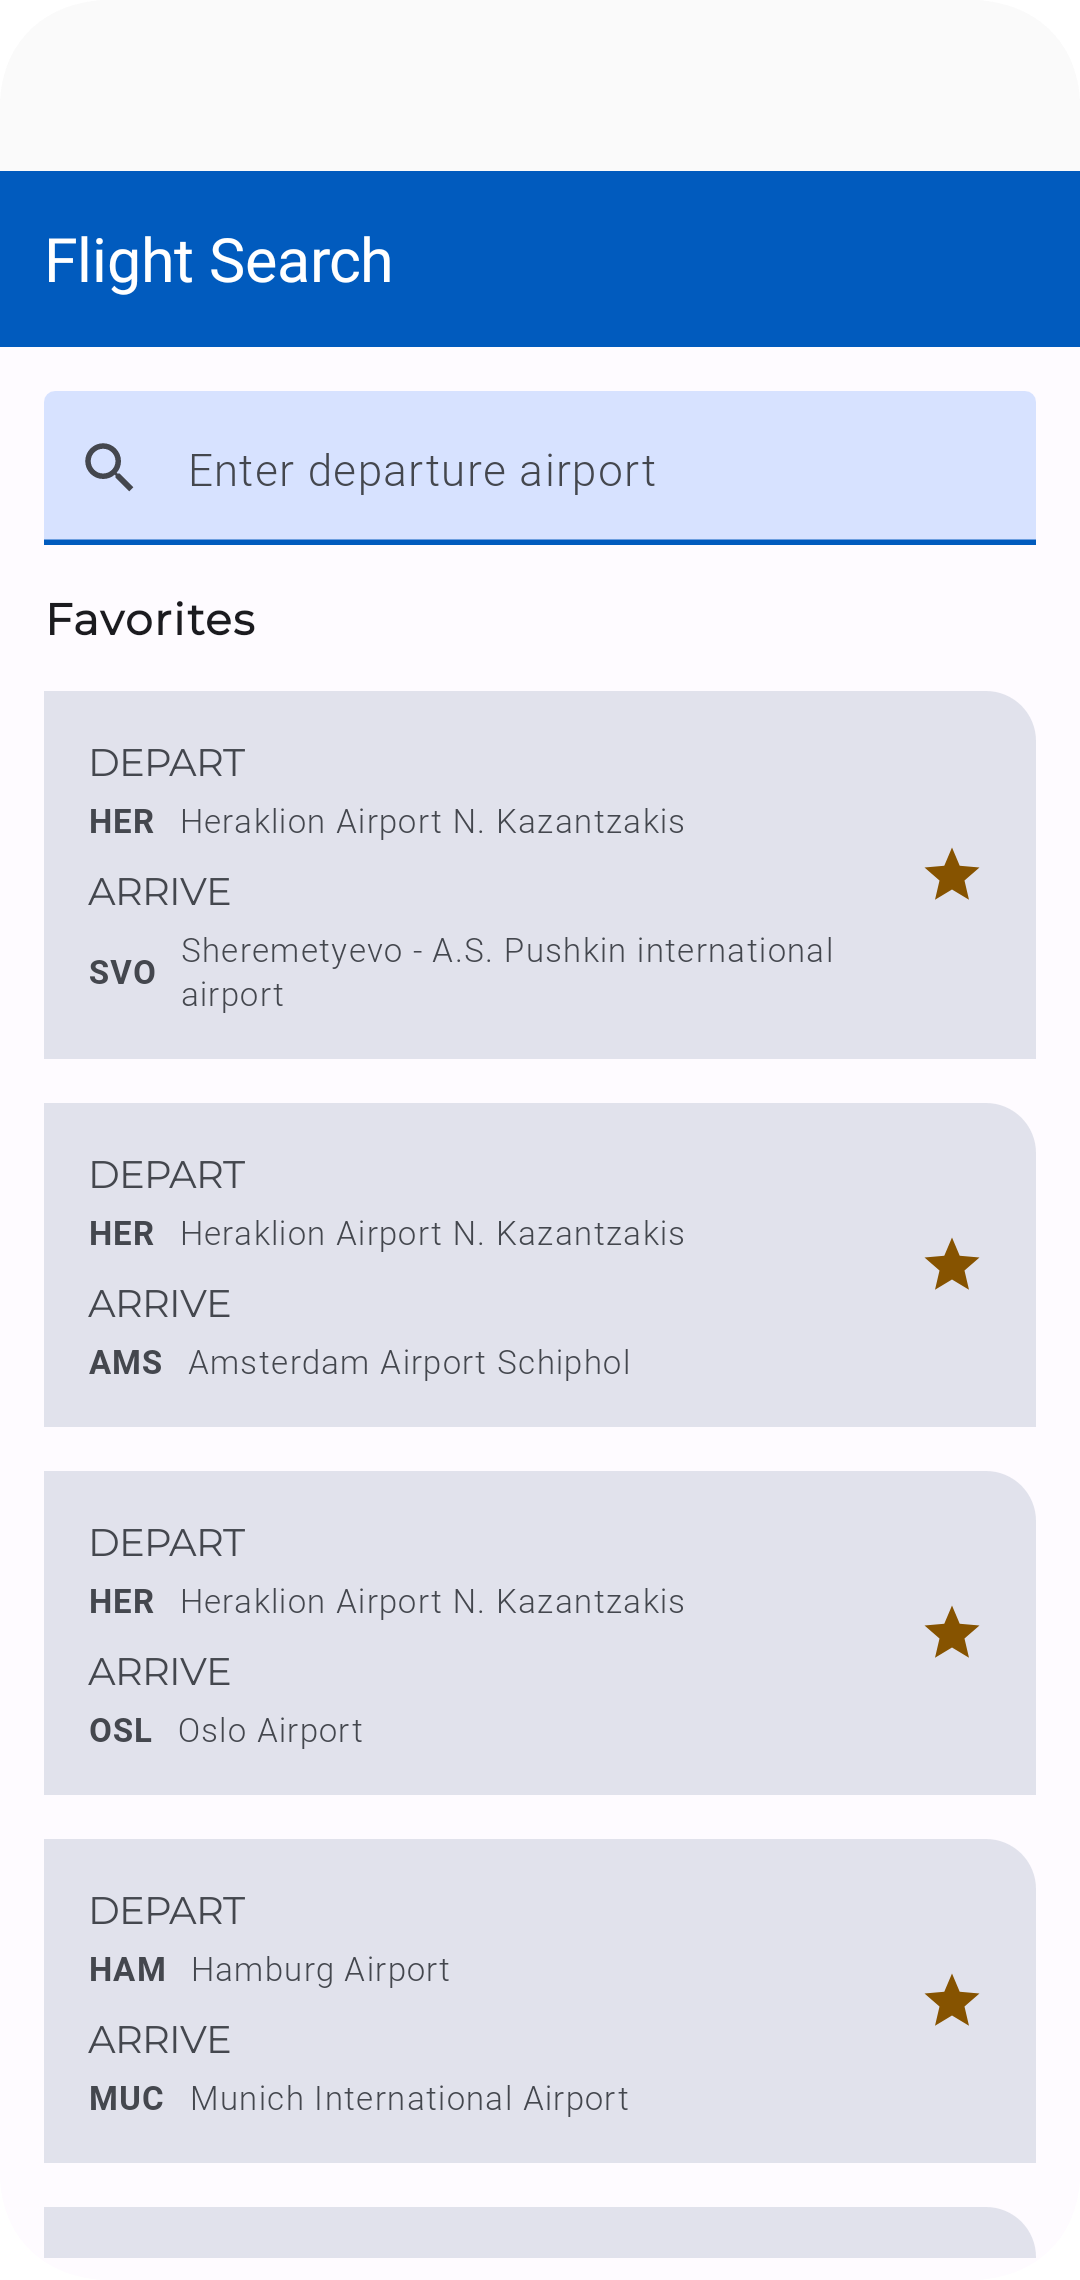 Flight Search
Enter departure airport
Favorites
DEPART
HER Heraklion Airport N. Kazantzakis
ARRIVE
SVO Sheremetyevo - A.S. Pushkin international
airport
DEPART
HER Heraklion Airport N. Kazantzakis
ARRIVE
AMS Amsterdam Airport Schiphol
DEPART
HER Heraklion Airport N. Kazantzakis
ARRIVE
OSL Oslo Airport
DEPART
HAM Hamburg Airport
ARRIVE
MUC Munich International Airport